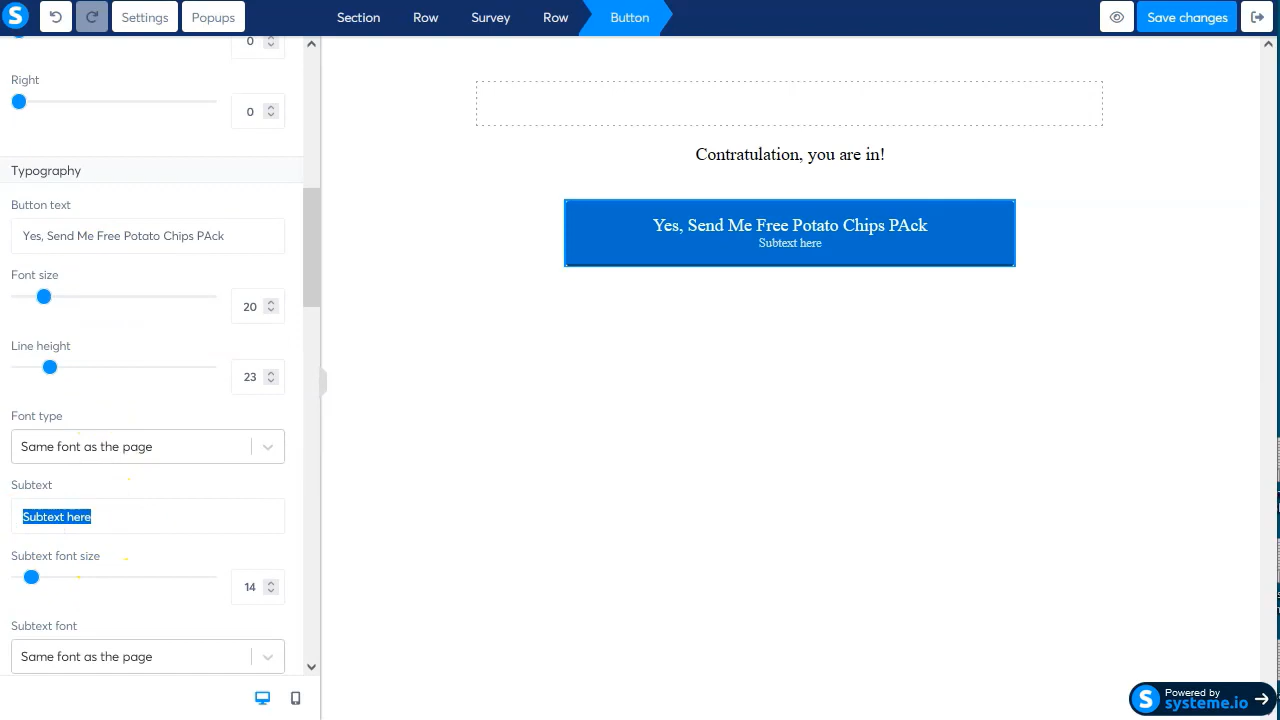 S
Settings
Popups
Section
Row
Survey
Row
Button
Save changes
0
Right
0
Typography
Button text
Yes, Send Me Free Potato Chips PAck
Font size
20
Line height
23
Font type
Same font as the page
Subtext
Subtext here
Subtext font size
14
Subtext font
Same font as the page
Contratulation, you are in!
Yes, Send Me Free Potato Chips PAck
Subtext here
S
Powered by
systeme.io